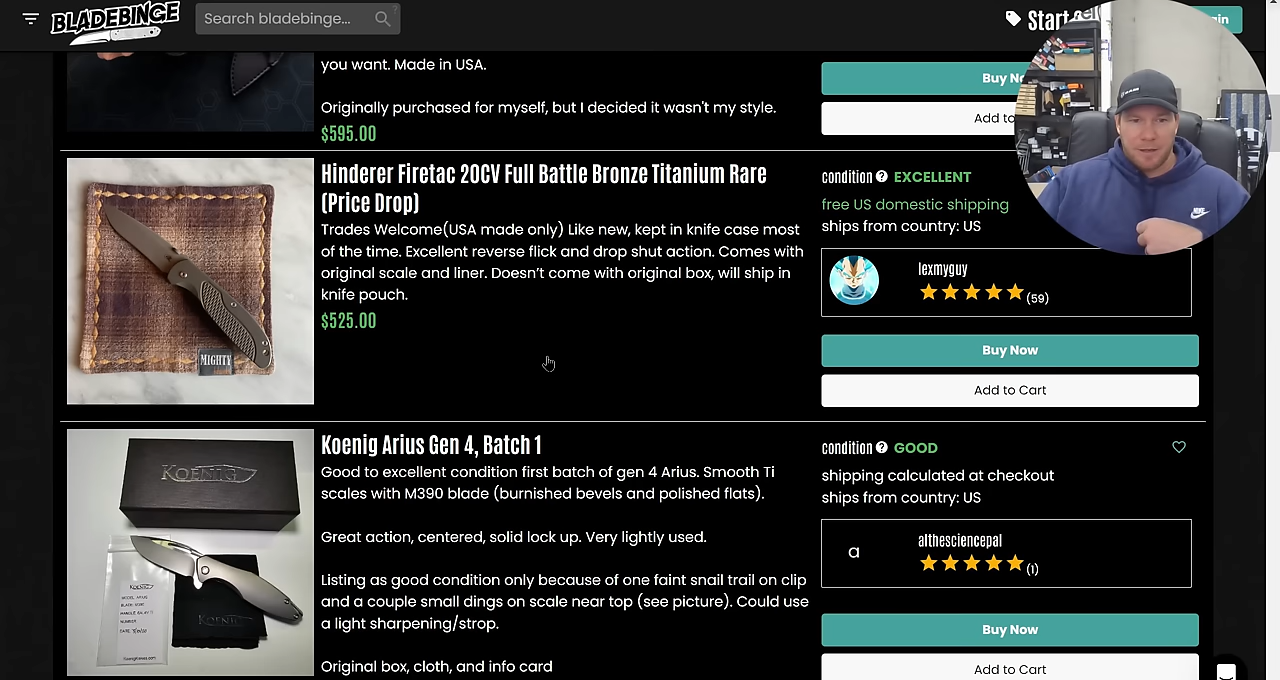 BLADEBINGE
Search bladebinge...
Start
you want. Made in USA.
Originally purchased for myself, but I decided it wasn't my style.
$595.00
Buy
Add to
Hinderer Firetac 20CV Full Battle Bronze Titanium Rare
(Price Drop)
Trades Welcome(USA made only) Like new, kept in knife case most
of the time. Excellent reverse flick and drop shut action. Comes with
original scale and liner. Doesn’t come with original box, will ship in
knife pouch.
$525.00
condition ? EXCELLENT
free US domestic shipping
ships from country: US
lexmyguy
(59)
Buy Now
Add to Cart
MIGHTY
Koenig Arius Gen 4, Batch 1
Good to excellent condition first batch of gen 4 Arius. Smooth Ti
scales with M390 blade (burnished bevels and polished flats).
Great action, centered, solid lock up. Very lightly used.
Listing as good condition only because of one faint snail trail on clip
and a couple small dings on scale near top (see picture). Could use
a light sharpening/strop.
Original box, cloth, and info card
condition ? GOOD
shipping calculated at checkout
ships from country: US
a
althesciencepal
(1)
Buy Now
Add to Cart
KOENIG
KOENIG